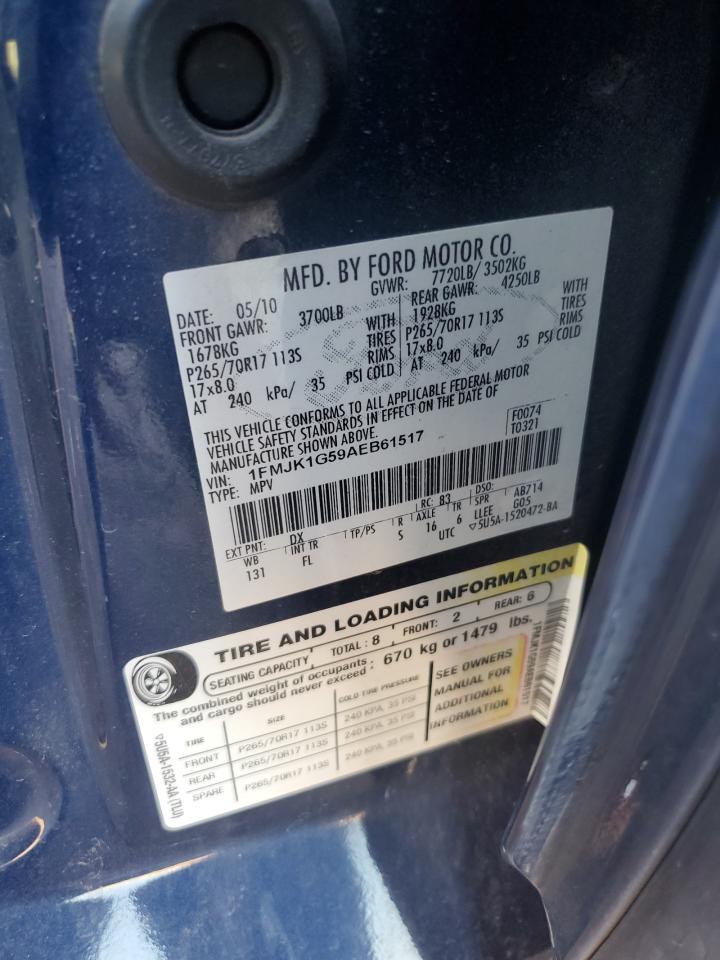 MFD. BY FORD MOTOR CO.
DATE: 05/10 GVWR: 7720LB/ 3502KG
FRONT GAWR: 3700LB REAR GAWR: 4250LB
1678KG WITH 1928KG WITH
P265/70R17 113S TIRES P265/70R17 113S TIRES
17x8.0 RIMS 17x8.0 RIMS
AT 240 kPa/ 35 PSI COLD AT 240 kPa/ 35 PSI COLD
THIS VEHICLE CONFORMS TO ALL APPLICABLE FEDERAL MOTOR
VEHICLE SAFETY STANDARDS IN EFFECT ON THE DATE OF
MANUFACTURE SHOWN ABOVE.
VIN: 1FMJK1G59AEB61517 F0074
TYPE: MPV T0321
EXT PNT: DX LRC: 83 DSO: AB714
WB INT TR TP/PS R AXLE TR SPR G05
131 FL S 16 6 LLEE
UTC ▽5U5A-1520472-BA
TIRE AND LOADING INFORMATION
SEATING CAPACITY TOTAL: 8 FRONT: 2 REAR: 6
The combined weight of occupants and cargo should never exceed: 670 kg or 1479 lbs.
TIRE SIZE COLD TIRE PRESSURE
FRONT P265/70R17 113S 240 KPA, 35 PSI
REAR P265/70R17 113S 240 KPA, 35 PSI
SPARE P265/70R17 113S 240 KPA, 35 PSI
SEE OWNERS
MANUAL FOR
ADDITIONAL
INFORMATION
▽5U5A-1532-AA (TLU)
1FMJK1G59AEB61517